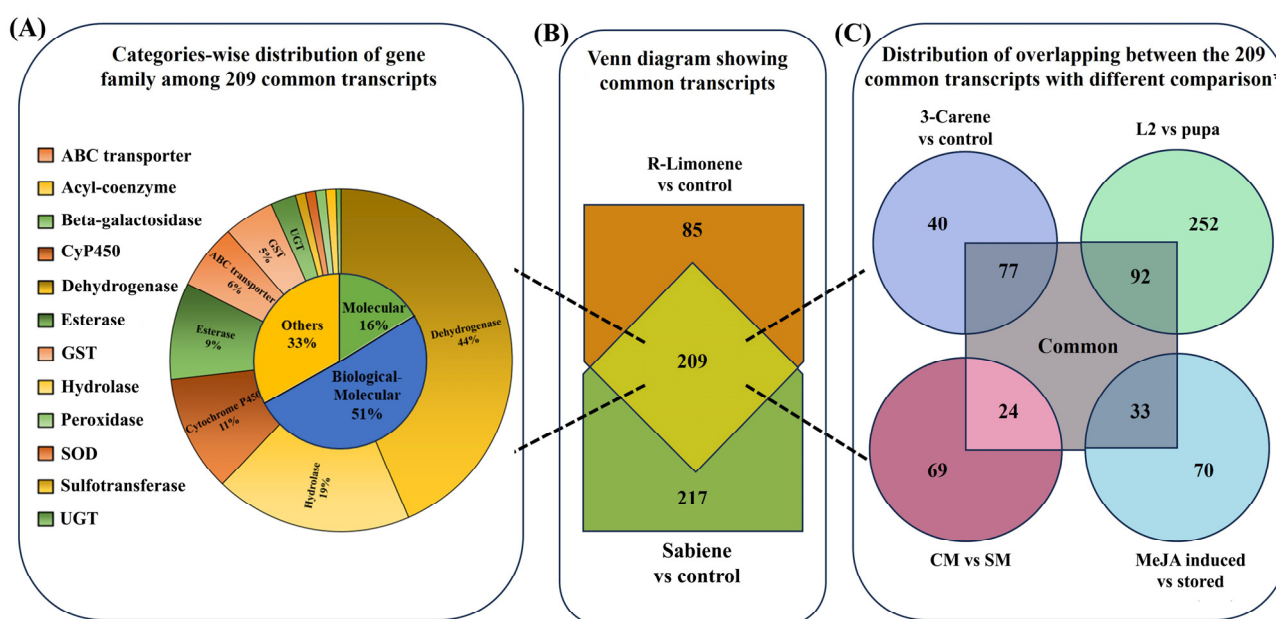 (A)
Categories-wise distribution of gene
family among 209 common transcripts
ABC transporter
Acyl-coenzyme
Beta-galactosidase
CyP450
Dehydrogenase
Esterase
GST
Hydrolase
Peroxidase
SOD
Sulfotransferase
UGT
UGT
GST
5%
ABC transporter
6%
Esterase
9%
Cytochrome P450
11%
Hydrolase
19%
Dehydrogenase
44%
Others
33%
Molecular
16%
Biological-
Molecular
51%
(B)
Venn diagram showing
common transcripts
R-Limonene
vs control
85
209
217
Sabiene
vs control
(C)
Distribution of overlapping between the 209
common transcripts with different comparison*
3-Carene
vs control
L2 vs pupa
40
252
77
92
Common
24
33
69
70
CM vs SM
MeJA induced
vs stored